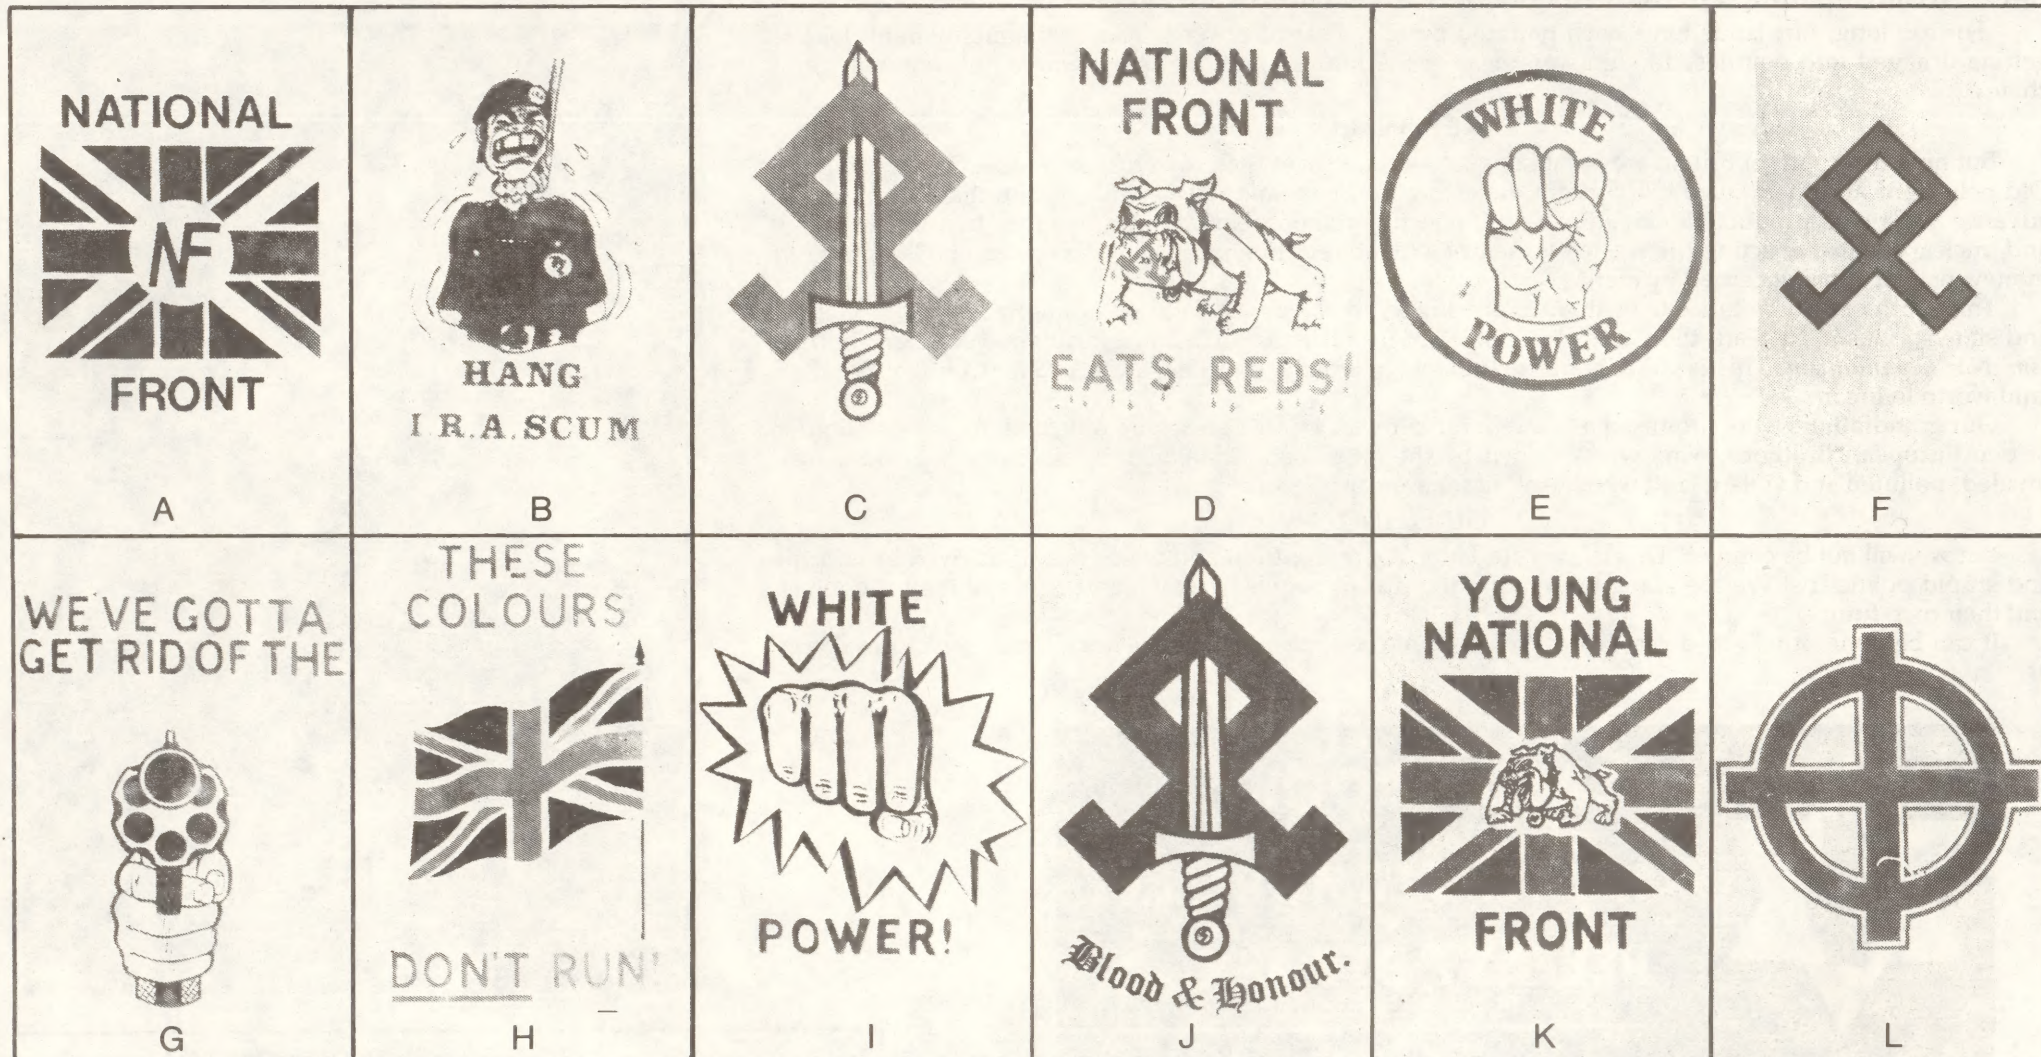 NATIONAL
NF
FRONT
A
HANG
I R.A. SCUM
B
C
NATIONAL
FRONT
EATS REDS!
D
WHITE
POWER
E
F
WE'VE GOTTA
GET RID OF THE
G
THESE
COLOURS
DON'T RUN!
H
WHITE
POWER!
I
Blood & Honour.
J
YOUNG
NATIONAL
FRONT
K
L